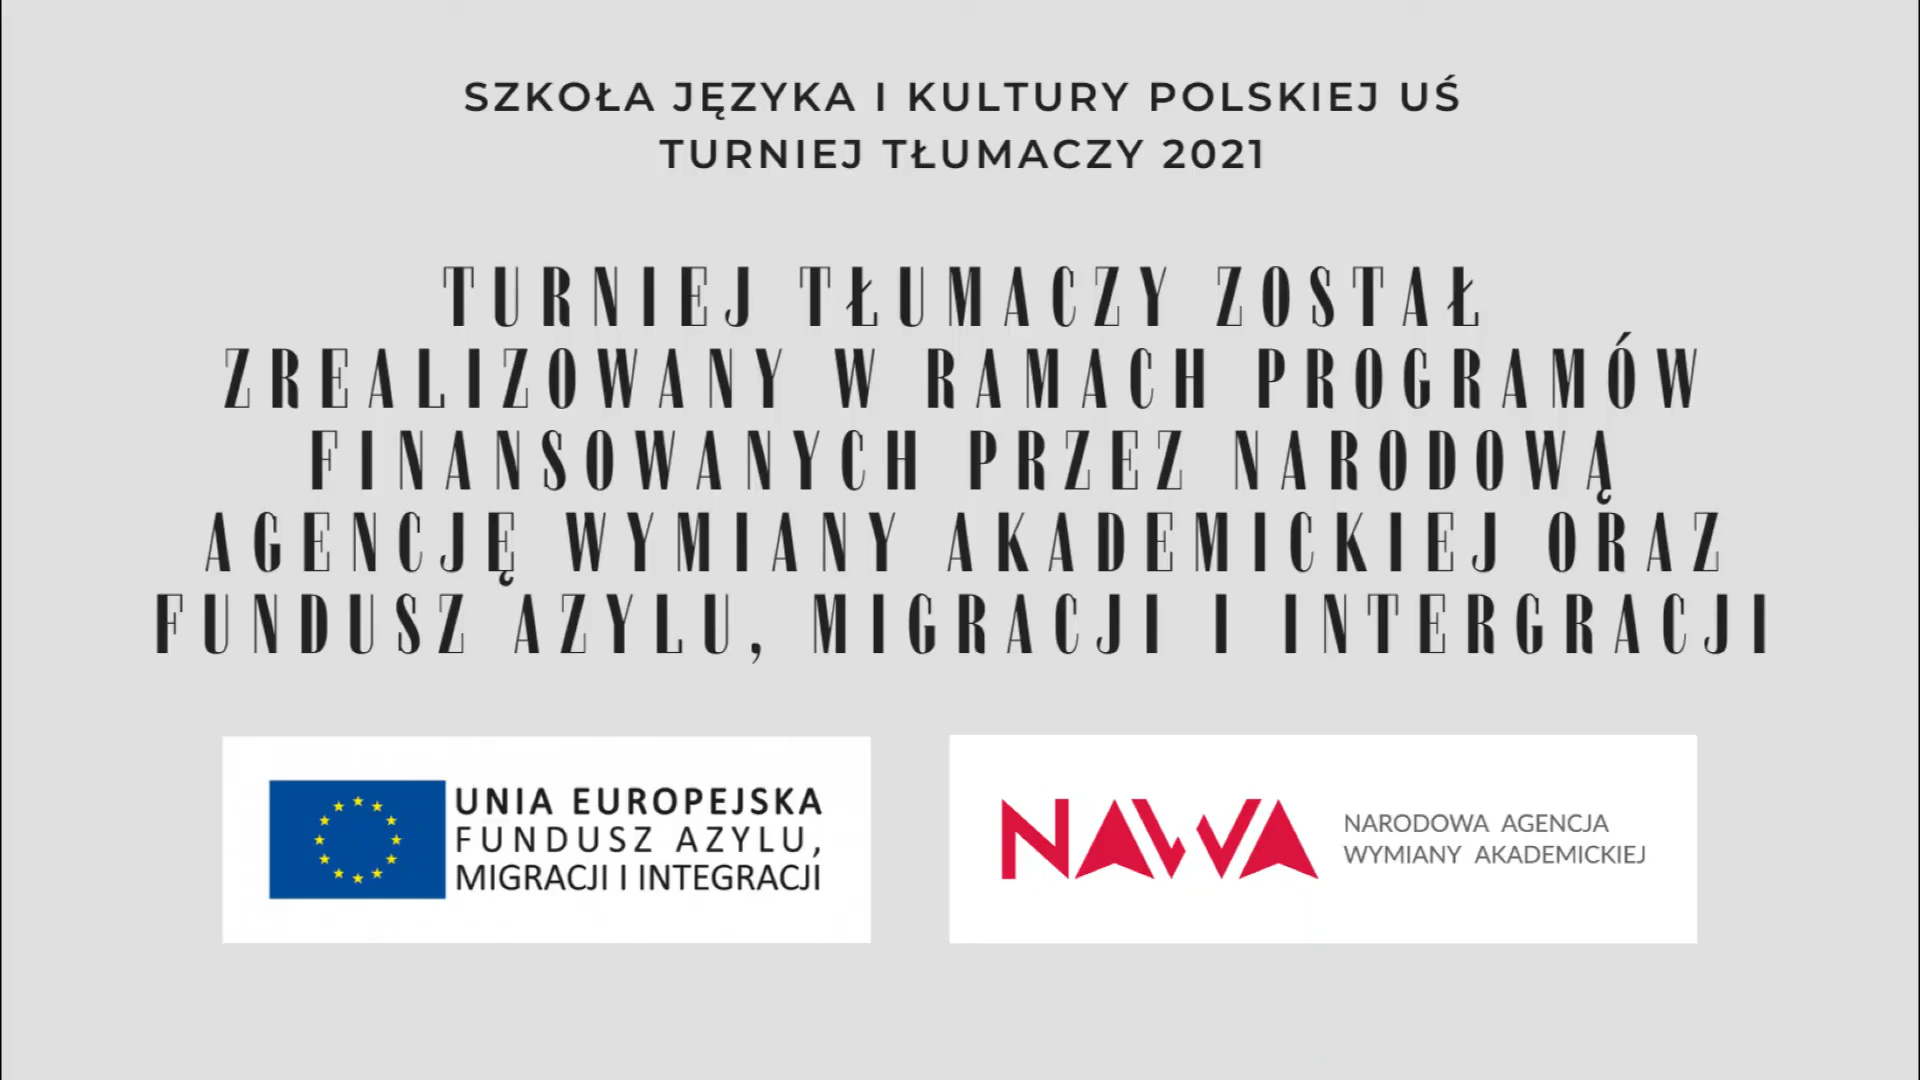 SZKOŁA JĘZYKA I KULTURY POLSKIEJ UŚ
TURNIEJ TŁUMACZY 2021
TURNIEJ TŁUMACZY ZOSTAŁ
ZREALIZOWANY W RAMACH PROGRAMÓW
FINANSOWANYCH PRZEZ NARODOWĄ
AGENCJĘ WYMIANY AKADEMICKIEJ ORAZ
FUNDUSZ AZYLU, MIGRACJI I INTERGRACJI
UNIA EUROPEJSKA
FUNDUSZ AZYLU,
MIGRACJI I INTEGRACJI
NAWA
NARODOWA AGENCJA
WYMIANY AKADEMICKIEJ